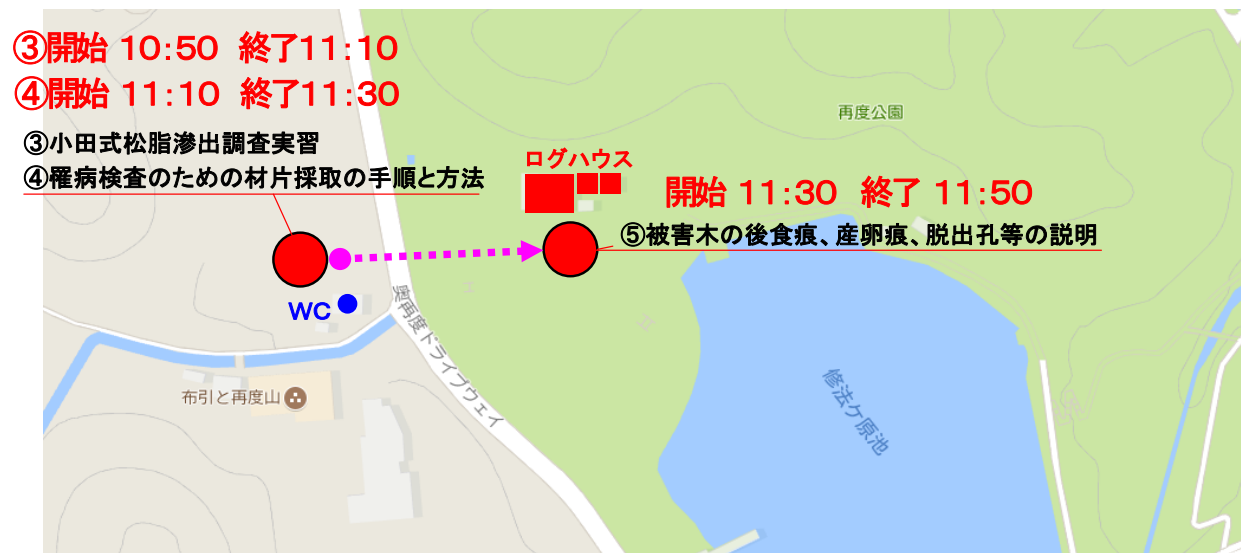 ③開始 10:50 終了11:10
④開始 11:10 終了11:30
③小田式松脂滲出調査実習
④罹病検査のための材片採取の手順と方法
再度公園
ログハウス
開始 11:30 終了 11:50
⑤被害木の後食痕、産卵痕、脱出孔等の説明
WC
奥再度ドライブウェイ
布引と再度山
修法ケ原池